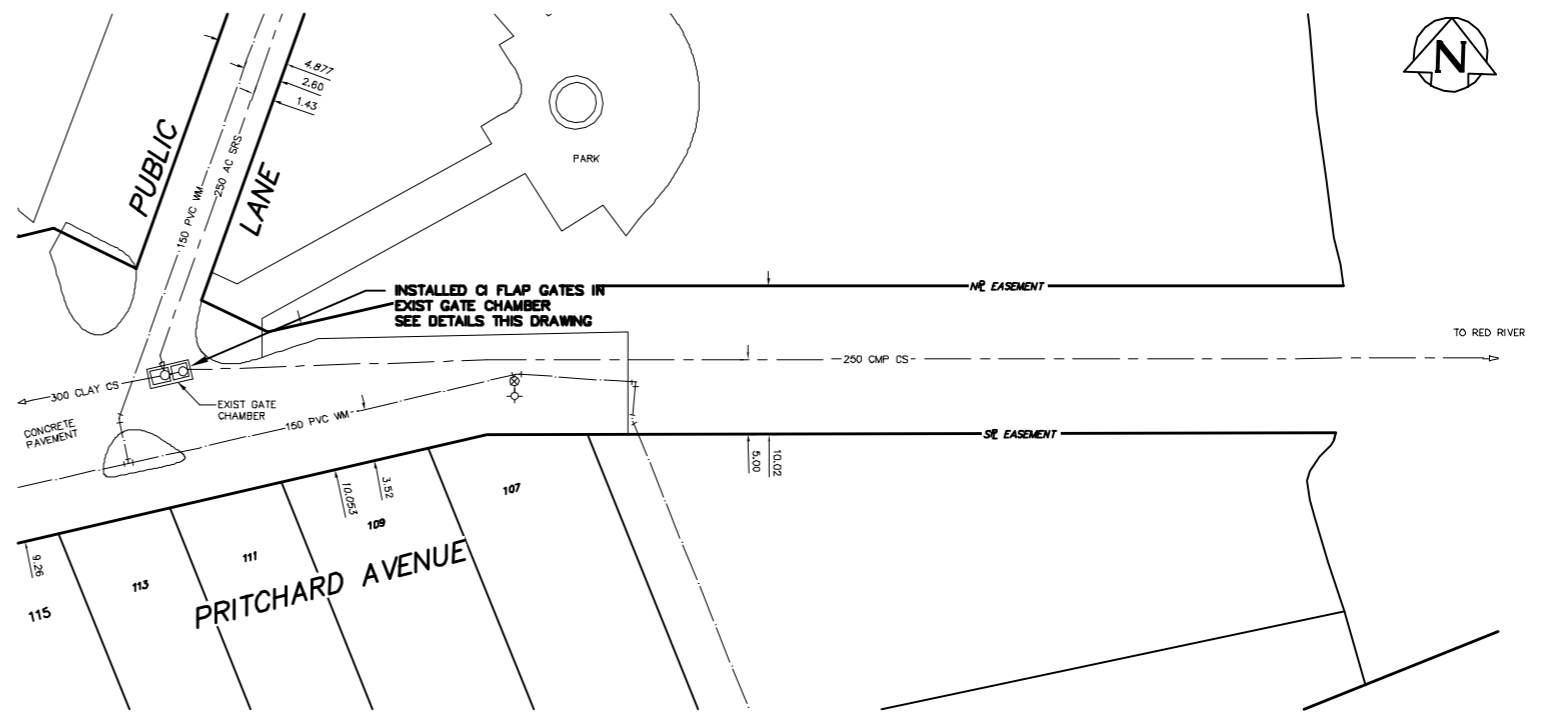 N
4.877
2.60
1.43
PUBLIC
LANE
150 PVC WM
250 AC SRS
PARK
INSTALLED CI FLAP GATES IN
EXIST GATE CHAMBER
SEE DETAILS THIS DRAWING
N℄ EASEMENT
TO RED RIVER
250 CMP CS
300 CLAY CS
EXIST GATE
CHAMBER
CONCRETE
PAVEMENT
150 PVC WM
S℄ EASEMENT
10.02
5.00
3.52
10.053
9.26
107
109
111
113
115
PRITCHARD AVENUE